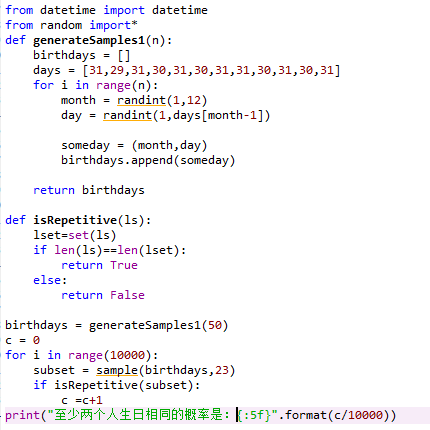 from datetime import datetime
from random import*
def generateSamples1(n):
    birthdays = []
    days = [31,29,31,30,31,30,31,31,30,31,30,31]
    for i in range(n):
        month = randint(1,12)
        day = randint(1,days[month-1])

        someday = (month,day)
        birthdays.append(someday)

    return birthdays

def isRepetitive(ls):
    lset=set(ls)
    if len(ls)==len(lset):
        return True
    else:
        return False

birthdays = generateSamples1(50)
c = 0
for i in range(10000):
    subset = sample(birthdays,23)
    if isRepetitive(subset):
        c =c+1
print("至少两个人生日相同的概率是：{:5f}".format(c/10000))